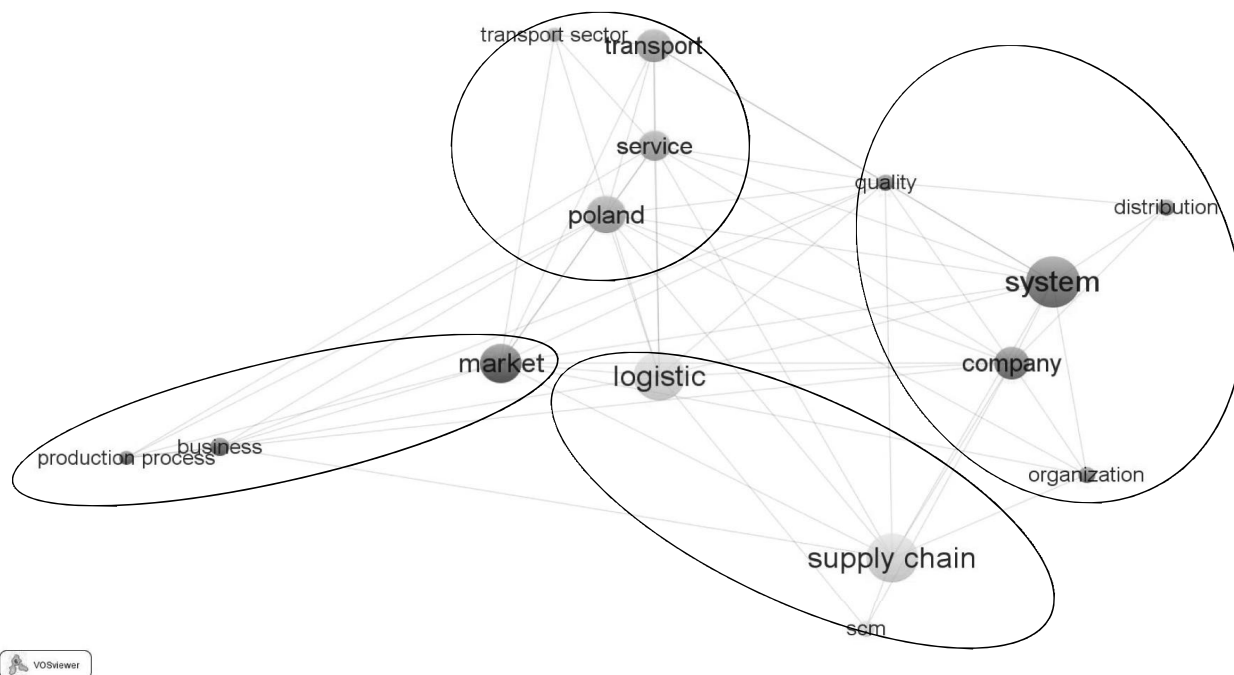 transport sector
transport
service
poland
quality
distribution
system
market
logistic
company
business
production process
organization
supply chain
scm
VOSviewer